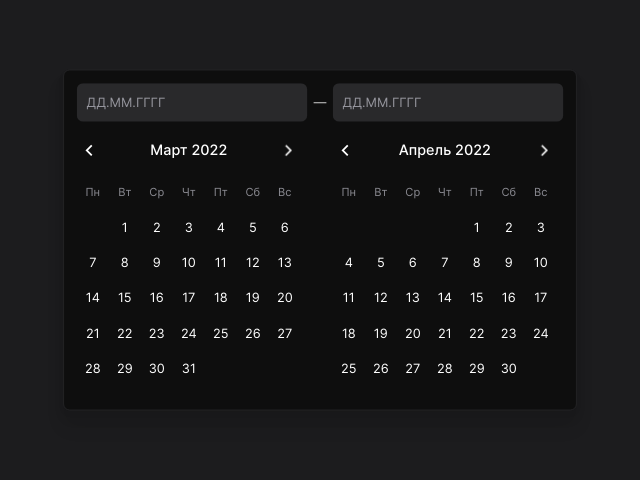 ДД.ММ.ГГГГ — ДД.ММ.ГГГГ
Март 2022
Пн Вт Ср Чт Пт Сб Вс
1 2 3 4 5 6
7 8 9 10 11 12 13
14 15 16 17 18 19 20
21 22 23 24 25 26 27
28 29 30 31
Апрель 2022
Пн Вт Ср Чт Пт Сб Вс
1 2 3
4 5 6 7 8 9 10
11 12 13 14 15 16 17
18 19 20 21 22 23 24
25 26 27 28 29 30